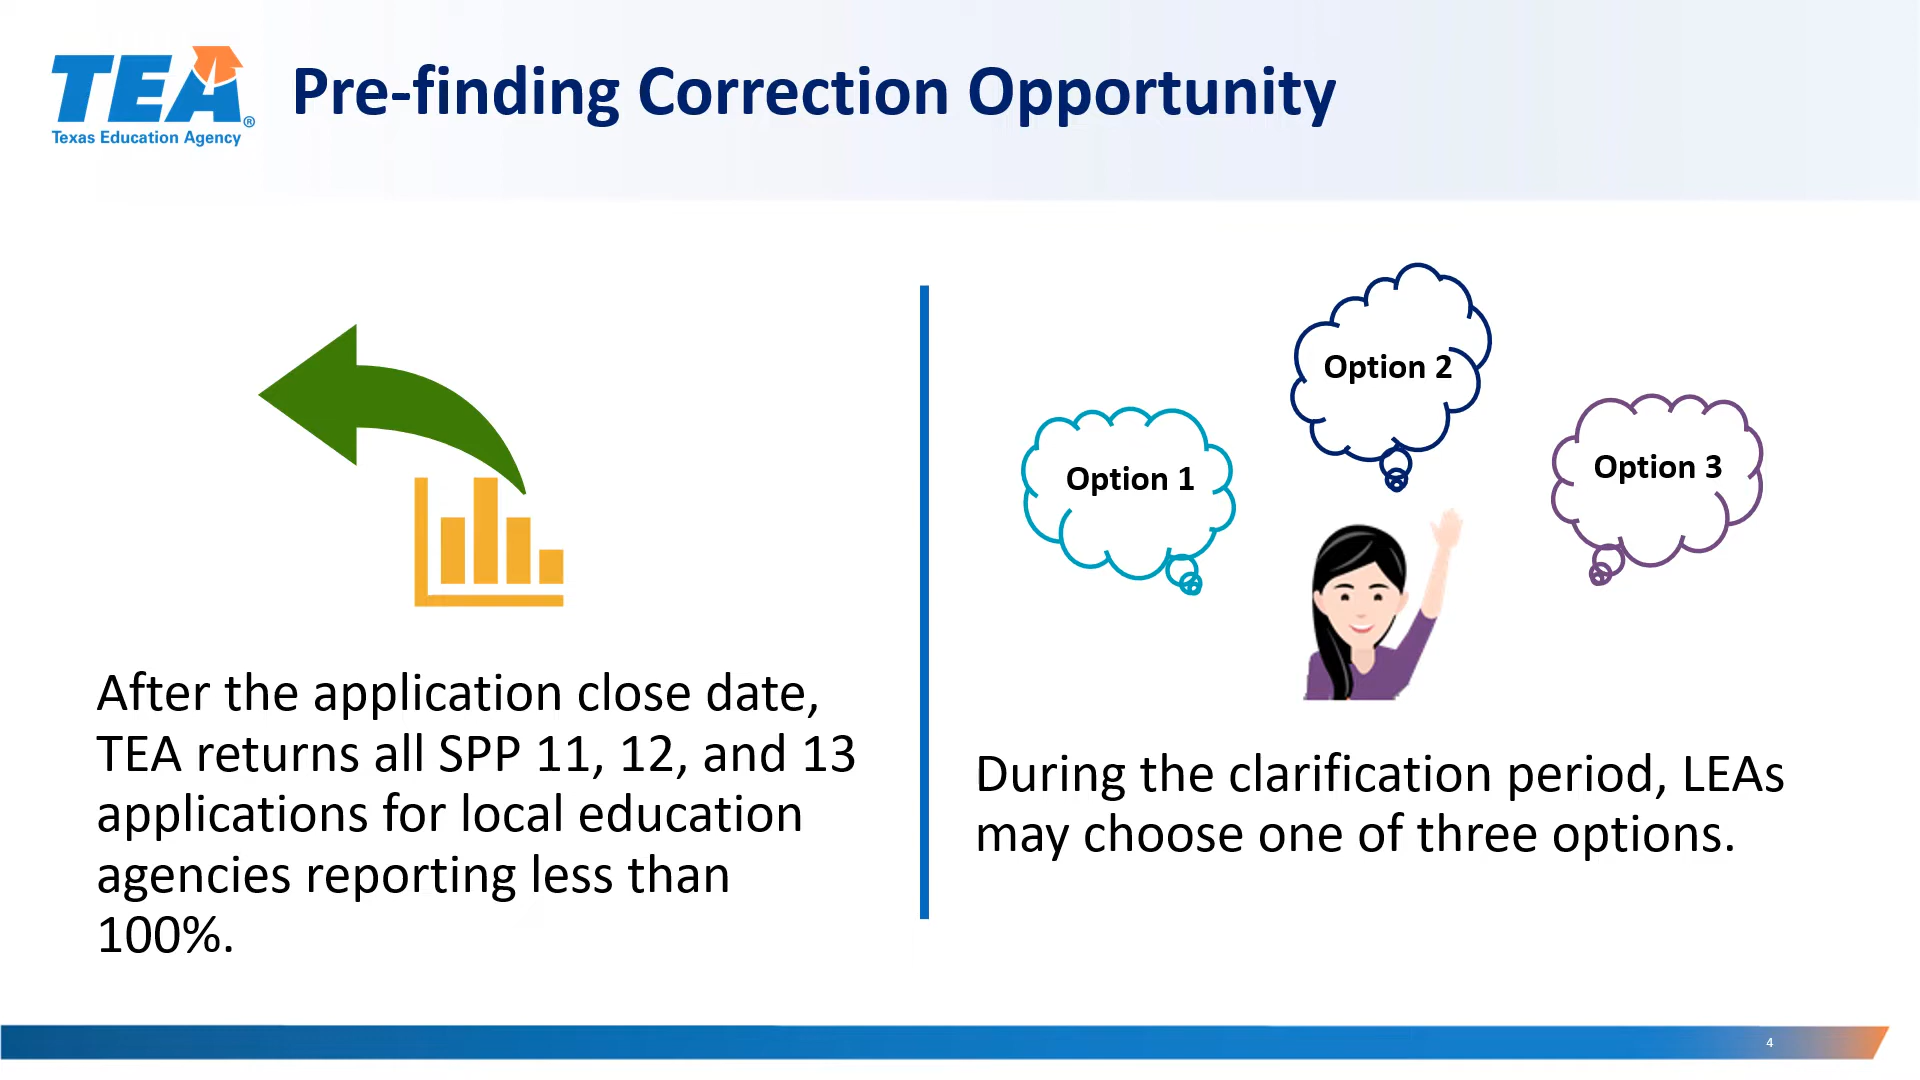 TEA®
Texas Education Agency
Pre-finding Correction Opportunity
After the application close date,
TEA returns all SPP 11, 12, and 13
applications for local education
agencies reporting less than
100%.
Option 1
Option 2
Option 3
During the clarification period, LEAs
may choose one of three options.
4